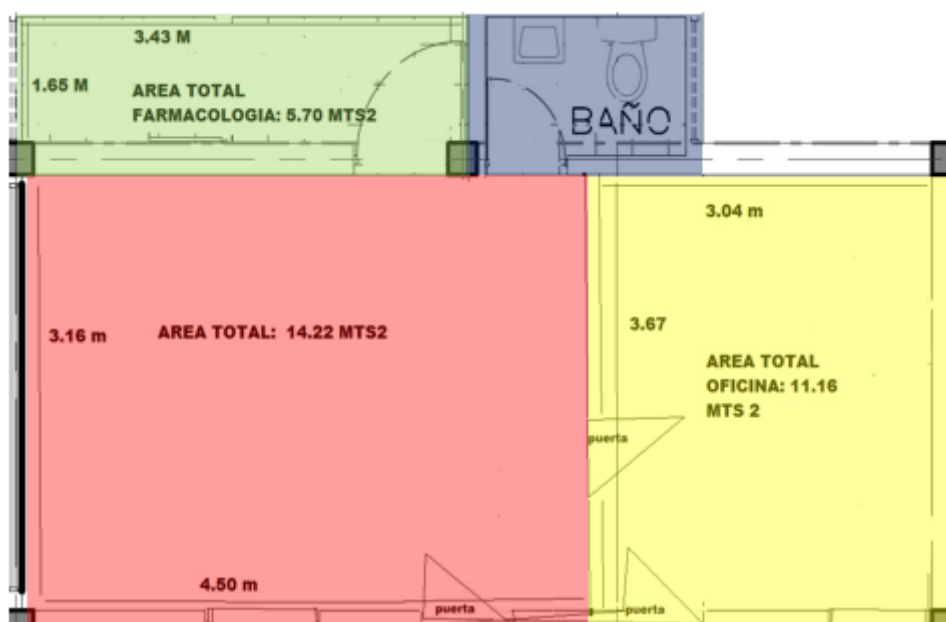 3.43 M
1.65 M
AREA TOTAL
FARMACOLOGIA: 5.70 MTS2
BAÑO
3.04 m
3.16 m
AREA TOTAL: 14.22 MTS2
3.67
AREA TOTAL
OFICINA: 11.16
MTS 2
puerta
4.50 m
puerta
puerta